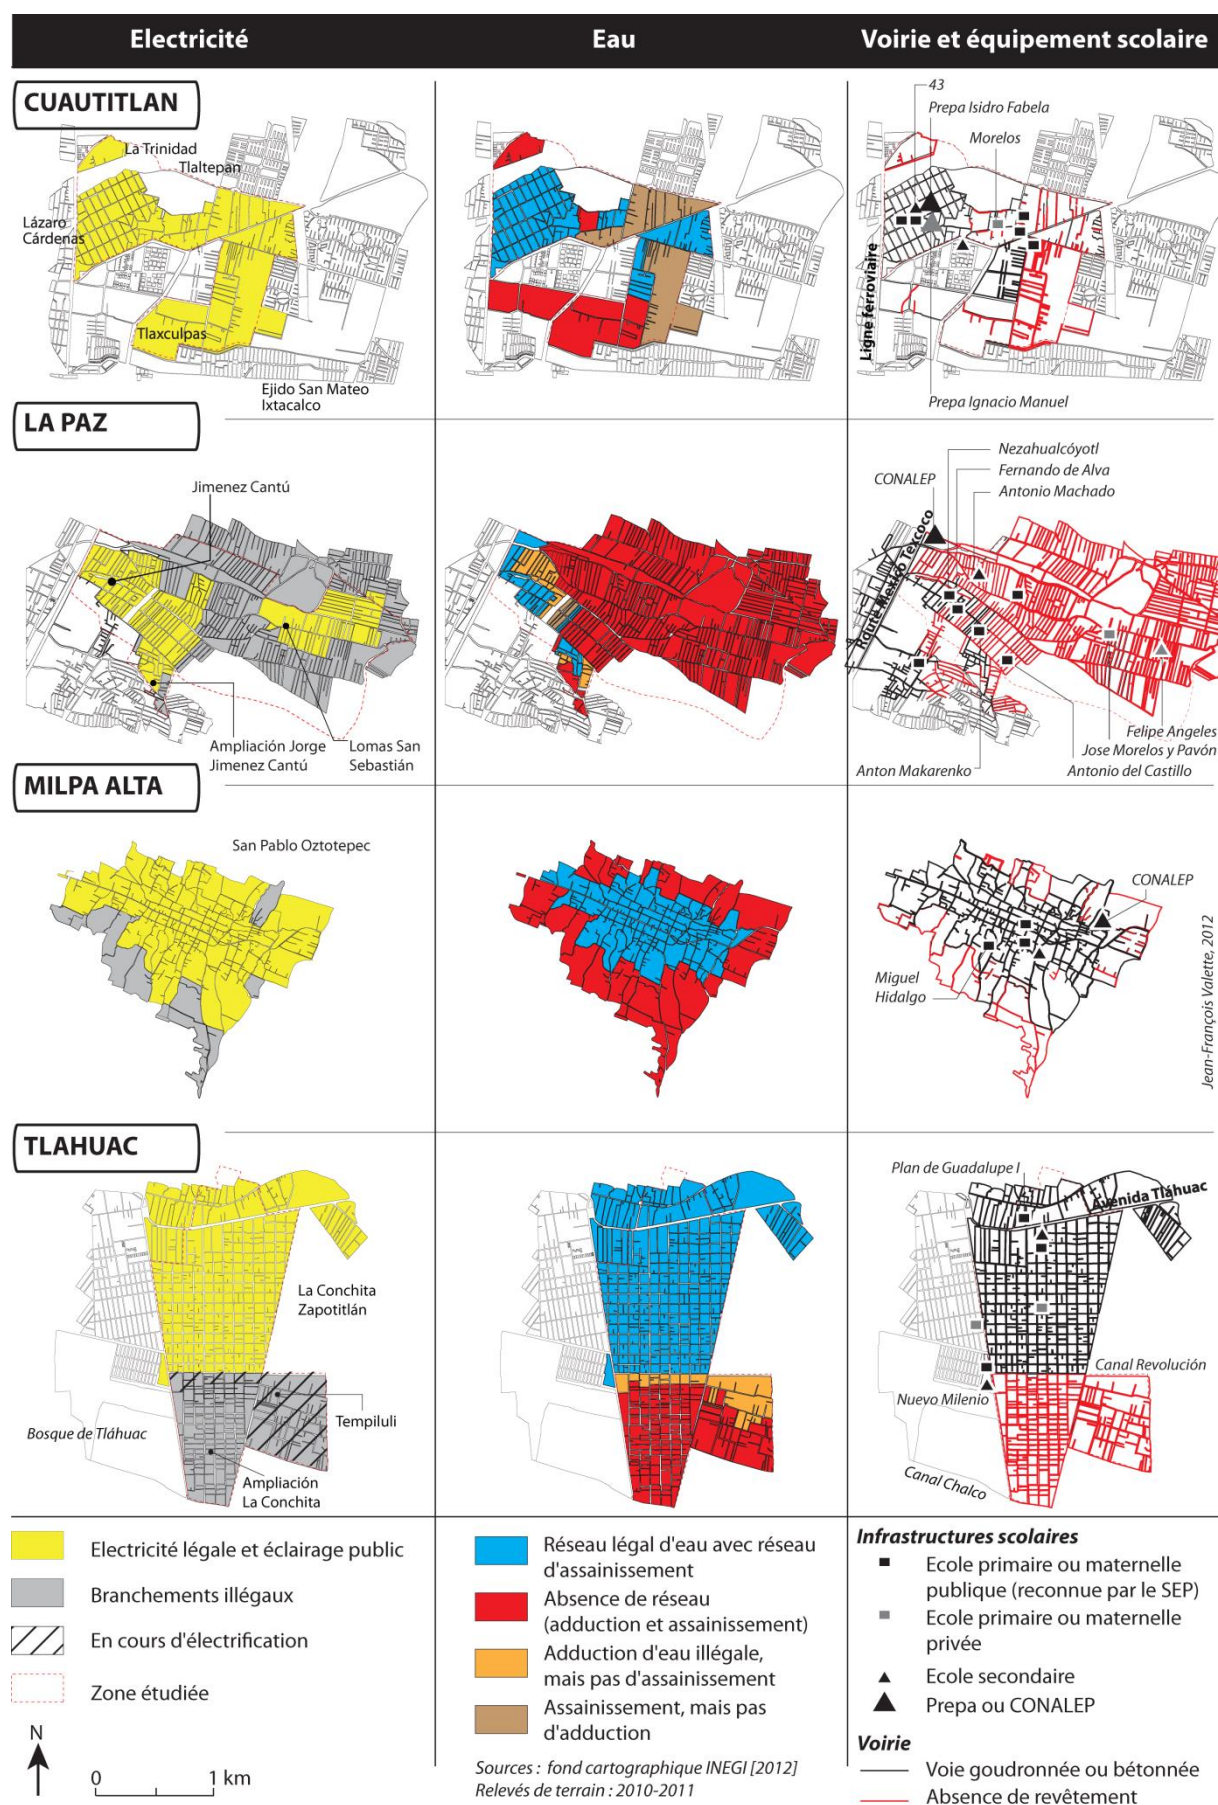 Electricité
Eau
Voirie et équipement scolaire
CUAUTITLAN
La Trinidad
Tlaltepan
Lázaro
Cárdenas
Tlaxculpas
Ejido San Mateo
Ixtacalco
43
Prepa Isidro Fabela
Morelos
Ligne ferroviaire
Prepa Ignacio Manuel
LA PAZ
Jimenez Cantú
Ampliación Jorge
Jimenez Cantú
Lomas San
Sebastián
Nezahualcóyotl
Fernando de Alva
CONALEP
Antonio Machado
Route Mexico Texcoco
Felipe Angeles
Jose Morelos y Pavón
Anton Makarenko
Antonio del Castillo
MILPA ALTA
San Pablo Oztotepec
CONALEP
Miguel
Hidalgo
Jean-François Valette, 2012
TLAHUAC
La Conchita
Zapotitlán
Tempiluli
Bosque de Tláhuac
Ampliación
La Conchita
Plan de Guadalupe I
Avenida Tláhuac
Canal Revolución
Nuevo Milenio
Canal Chalco
Electricité légale et éclairage public
Branchements illégaux
En cours d'électrification
Zone étudiée
N
0 1 km
Réseau légal d'eau avec réseau
d'assainissement
Absence de réseau
(adduction et assainissement)
Adduction d'eau illégale,
mais pas d'assainissement
Assainissement, mais pas
d'adduction
Sources : fond cartographique INEGI [2012]
Relevés de terrain : 2010-2011
Infrastructures scolaires
Ecole primaire ou maternelle
publique (reconnue par le SEP)
Ecole primaire ou maternelle
privée
Ecole secondaire
Prepa ou CONALEP
Voirie
Voie goudronnée ou bétonnée
Absence de revêtement